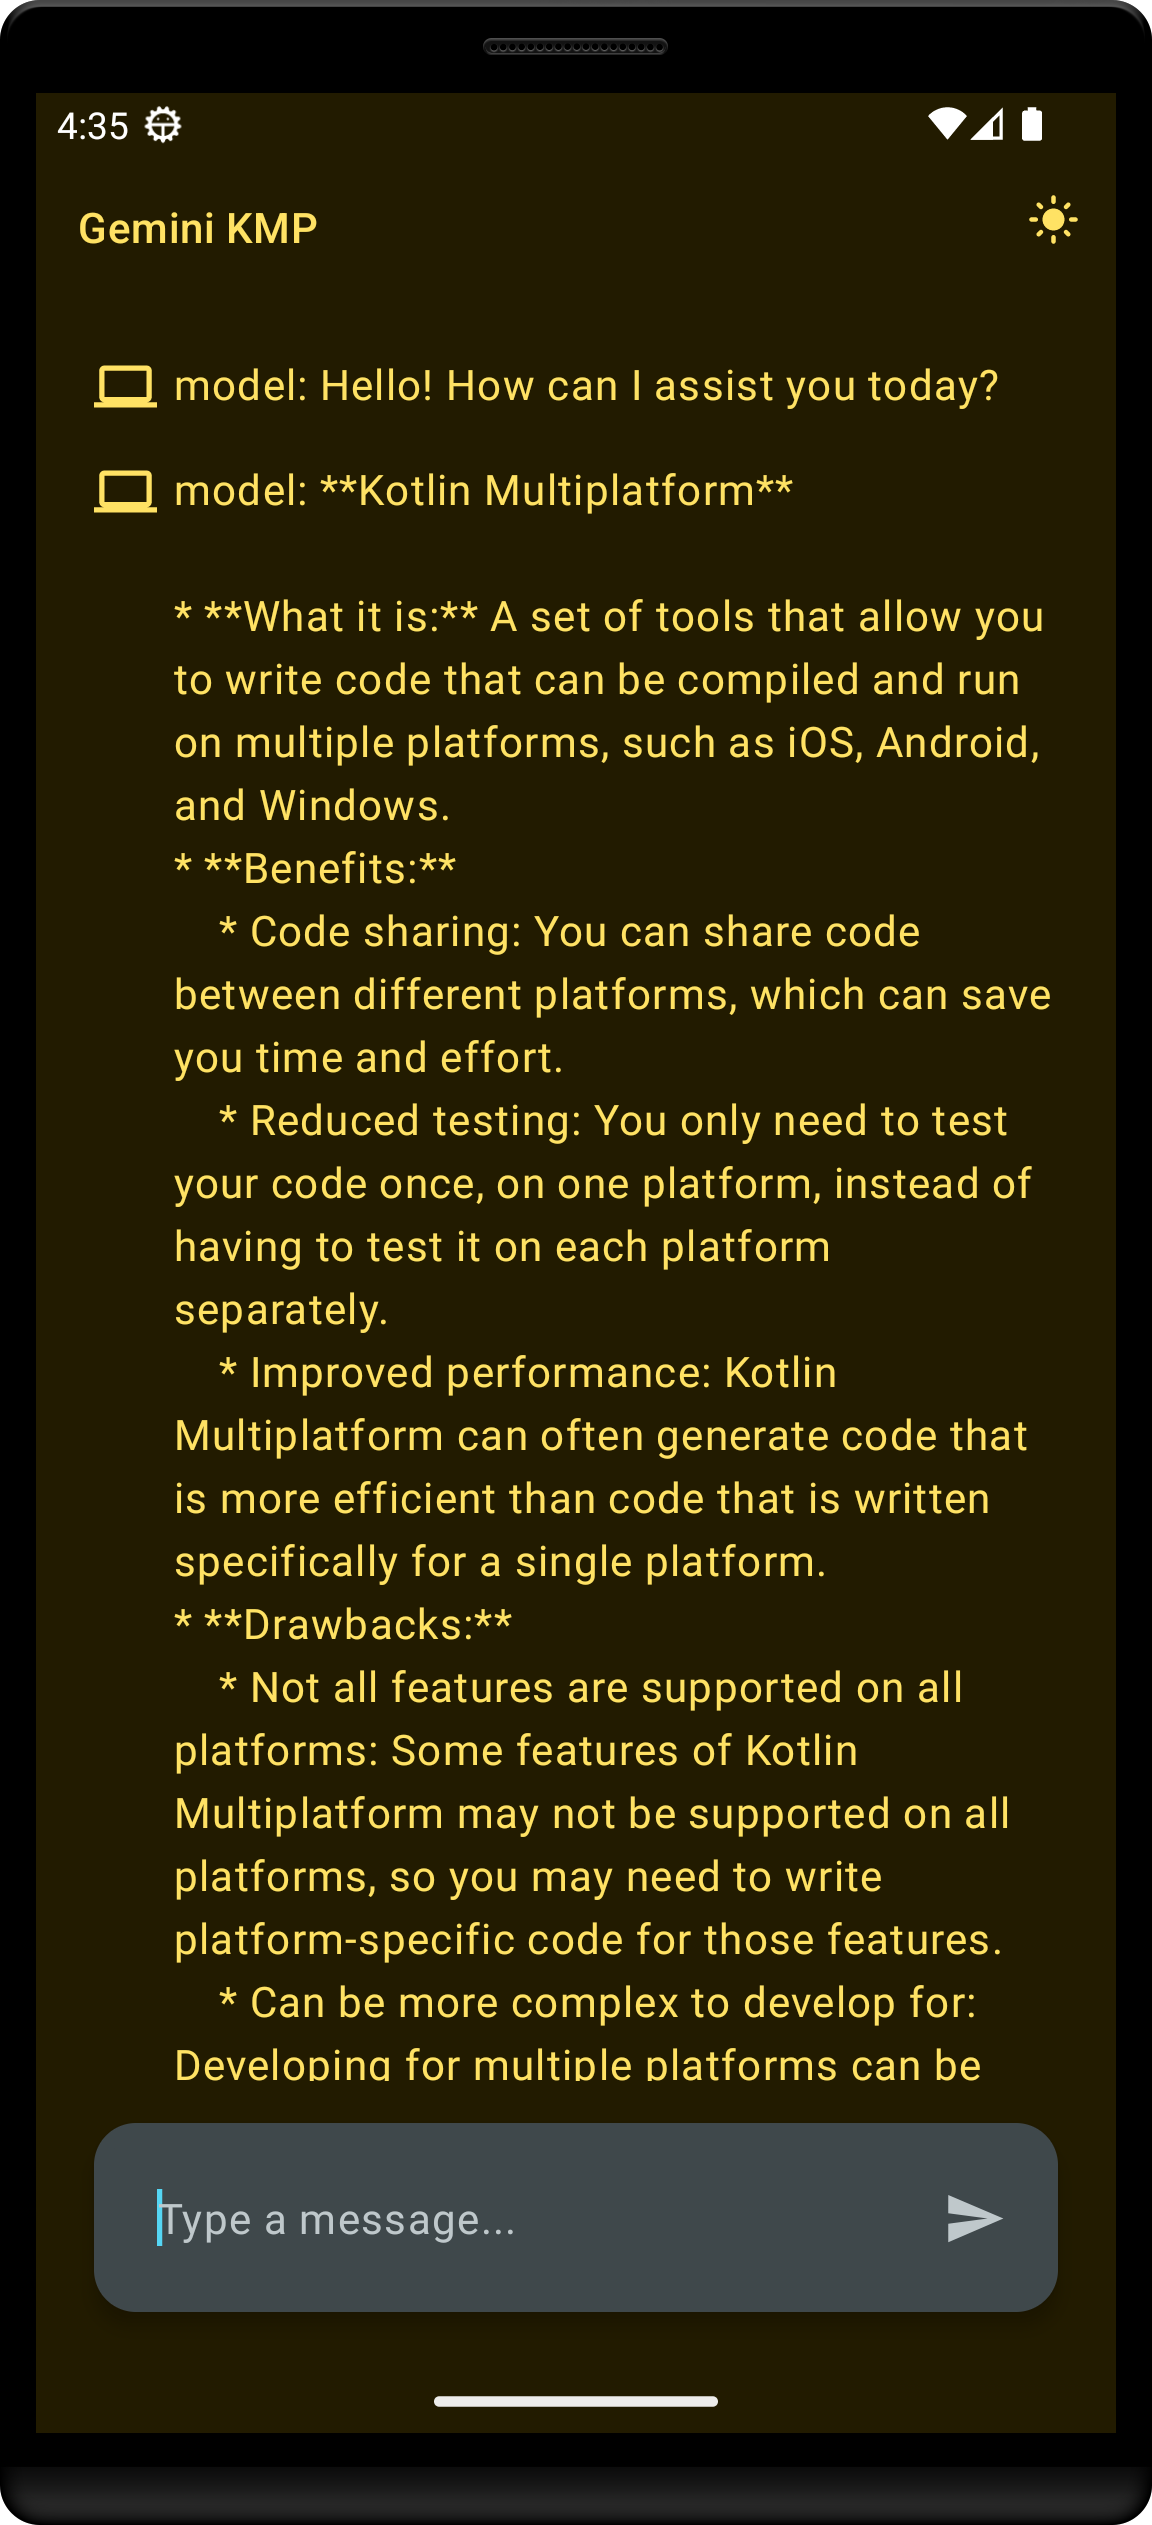 4:35
Gemini KMP
model: Hello! How can I assist you today?
model: **Kotlin Multiplatform**
* **What it is:** A set of tools that allow you
to write code that can be compiled and run
on multiple platforms, such as iOS, Android,
and Windows.
* **Benefits:**
* Code sharing: You can share code
between different platforms, which can save
you time and effort.
* Reduced testing: You only need to test
your code once, on one platform, instead of
having to test it on each platform
separately.
* Improved performance: Kotlin
Multiplatform can often generate code that
is more efficient than code that is written
specifically for a single platform.
* **Drawbacks:**
* Not all features are supported on all
platforms: Some features of Kotlin
Multiplatform may not be supported on all
platforms, so you may need to write
platform-specific code for those features.
* Can be more complex to develop for:
Developing for multiple platforms can be
Type a message...